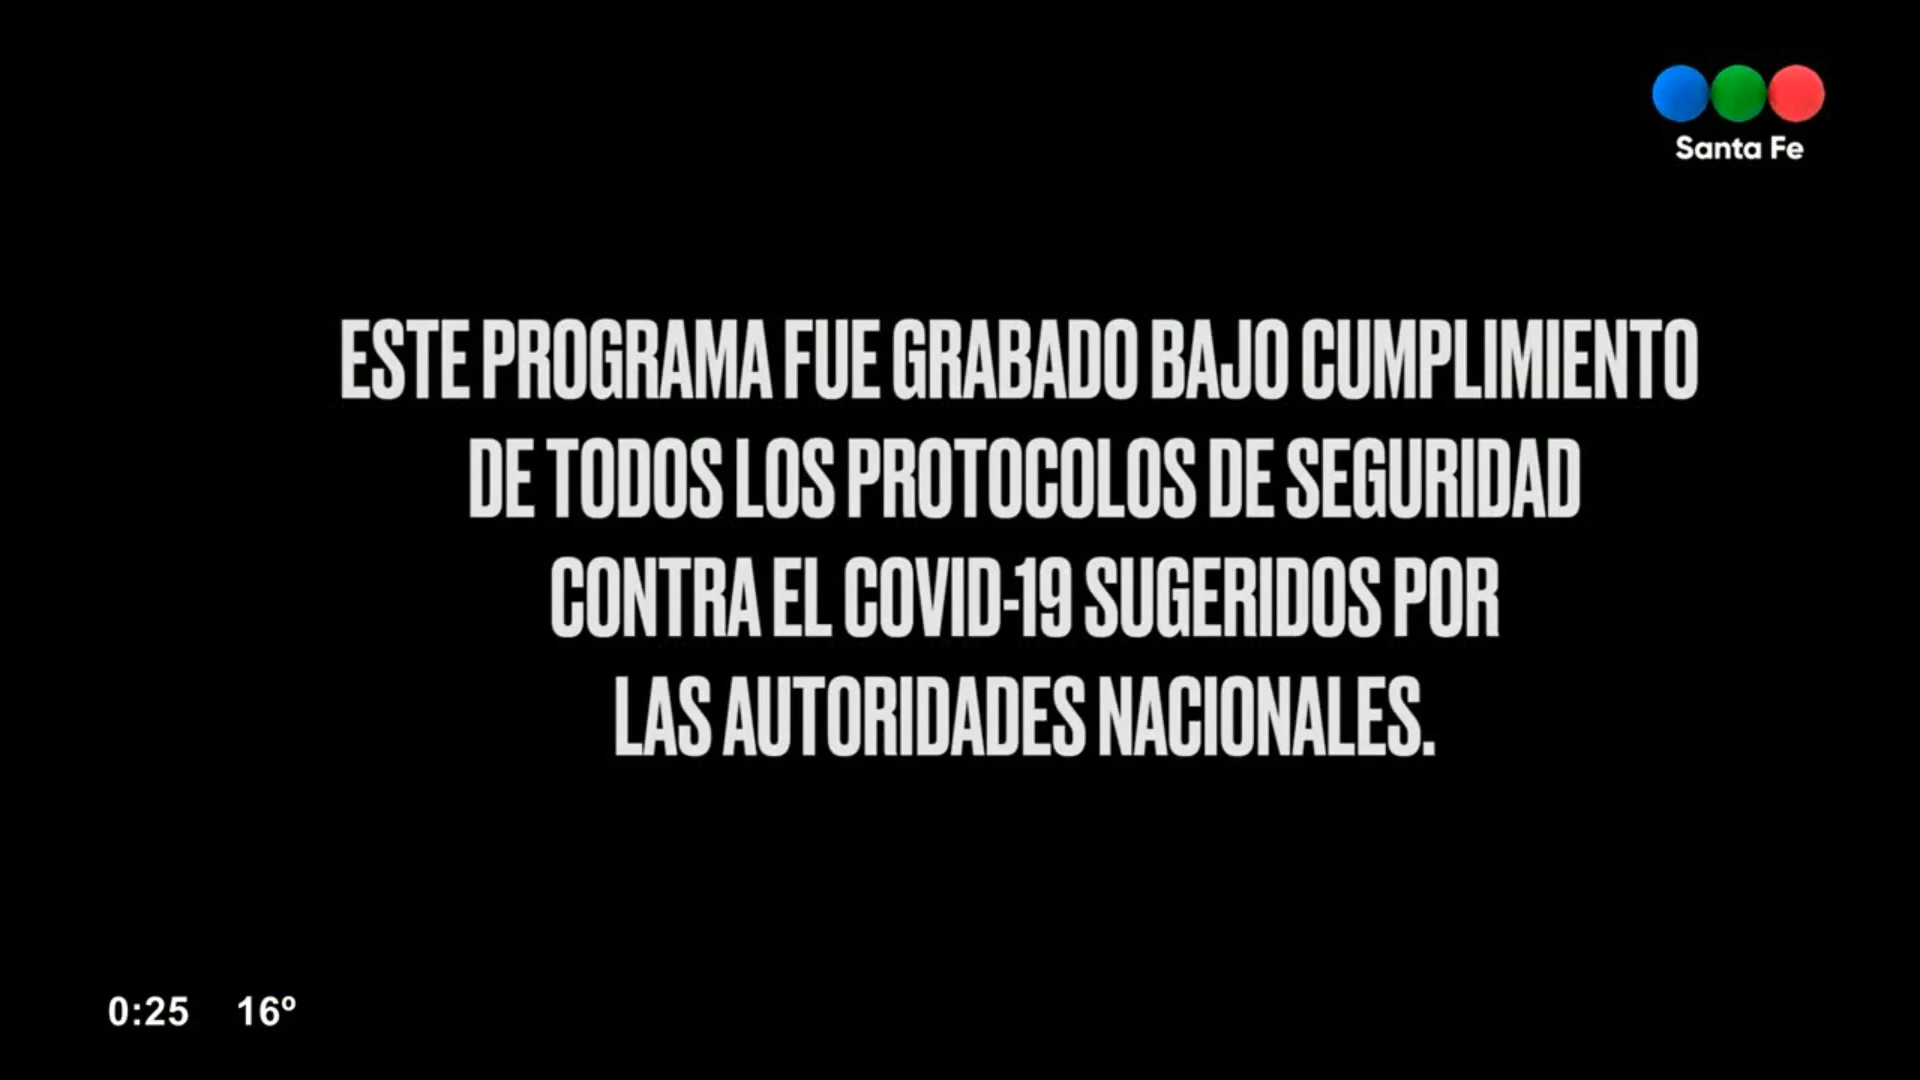 Santa Fe
ESTE PROGRAMA FUE GRABADO BAJO CUMPLIMIENTO
DE TODOS LOS PROTOCOLOS DE SEGURIDAD
CONTRA EL COVID-19 SUGERIDOS POR
LAS AUTORIDADES NACIONALES.
0:25 16º